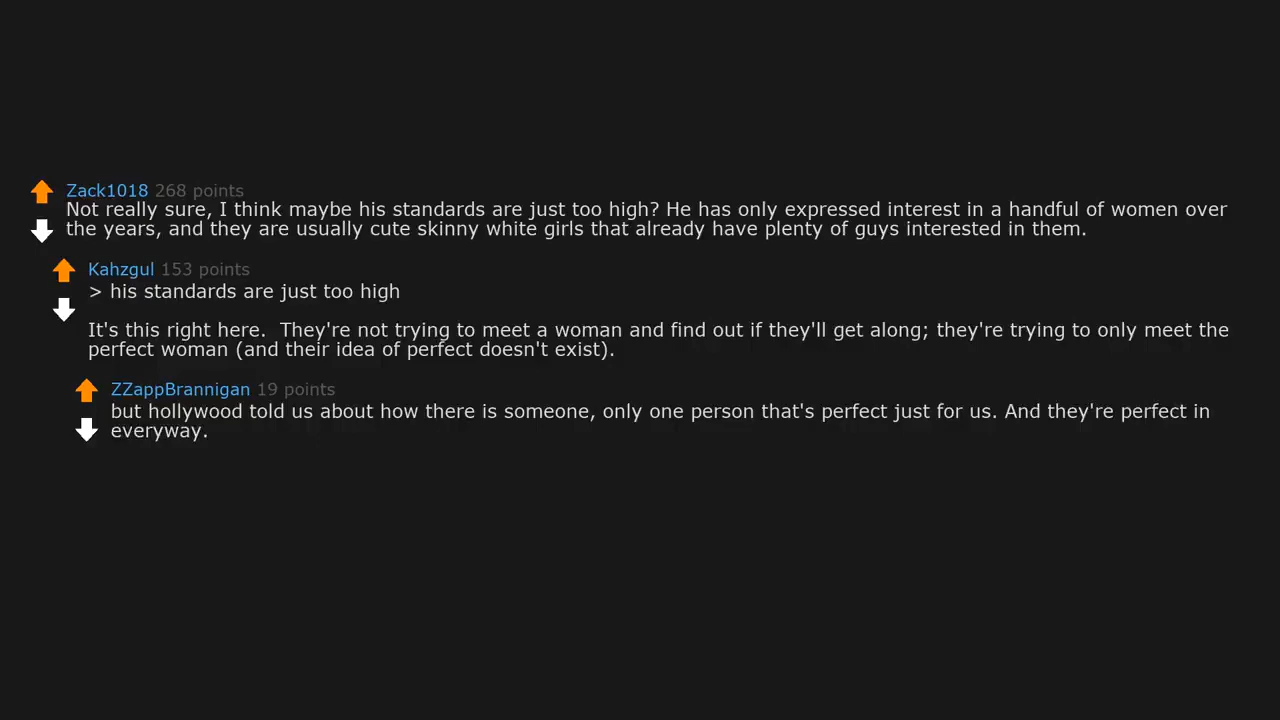 Zack1018 268 points
Not really sure, I think maybe his standards are just too high? He has only expressed interest in a handful of women over
the years, and they are usually cute skinny white girls that already have plenty of guys interested in them.
Kahzgul 153 points
> his standards are just too high
It's this right here.  They're not trying to meet a woman and find out if they'll get along; they're trying to only meet the
perfect woman (and their idea of perfect doesn't exist).
ZZappBrannigan 19 points
but hollywood told us about how there is someone, only one person that's perfect just for us. And they're perfect in
everyway.